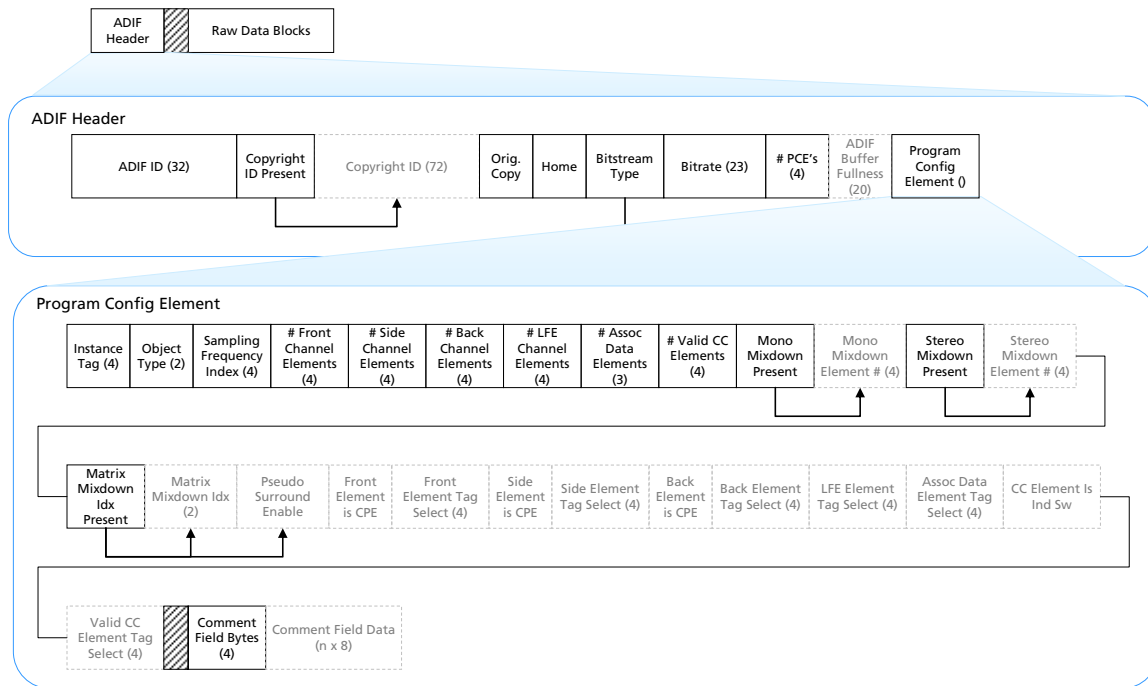 ADIF
Header
Raw Data Blocks
ADIF Header
ADIF ID (32)
Copyright
ID Present
Copyright ID (72)
Orig.
Copy
Home
Bitstream
Type
Bitrate (23)
# PCE's
(4)
ADIF
Buffer
Fullness
(20)
Program
Config
Element ()
Program Config Element
Instance
Tag (4)
Object
Type (2)
Sampling
Frequency
Index (4)
# Front
Channel
Elements
(4)
# Side
Channel
Elements
(4)
# Back
Channel
Elements
(4)
# LFE
Channel
Elements
(4)
# Assoc
Data
Elements
(3)
# Valid CC
Elements
(4)
Mono
Mixdown
Present
Mono
Mixdown
Element # (4)
Stereo
Mixdown
Present
Stereo
Mixdown
Element # (4)
Matrix
Mixdown
Idx
Present
Matrix
Mixdown Idx
(2)
Pseudo
Surround
Enable
Front
Element
is CPE
Front
Element Tag
Select (4)
Side
Element
is CPE
Side Element
Tag Select (4)
Back
Element
is CPE
Back Element
Tag Select (4)
LFE Element
Tag Select (4)
Assoc Data
Element Tag
Select (4)
CC Element Is
Ind Sw
Valid CC
Element Tag
Select (4)
Comment
Field Bytes
(4)
Comment Field Data
(n x 8)